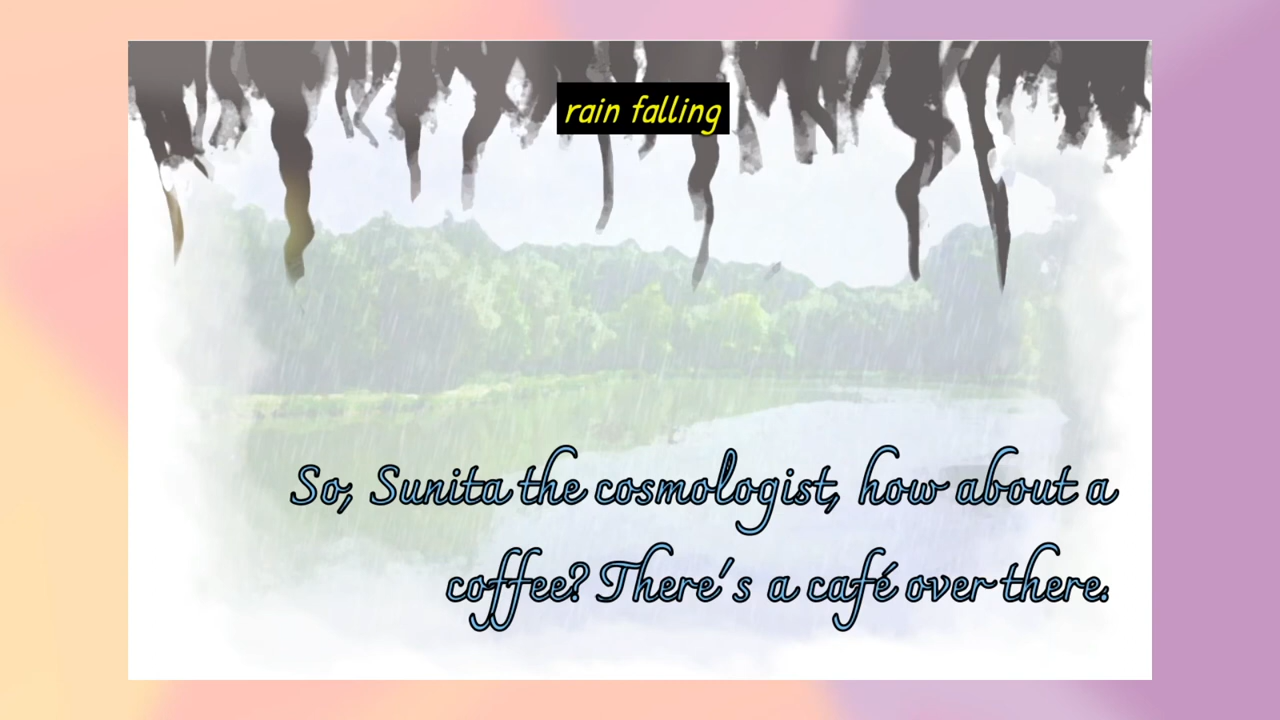 rain falling
So, Sunita the cosmologist, how about a
coffee? There's a café over there.